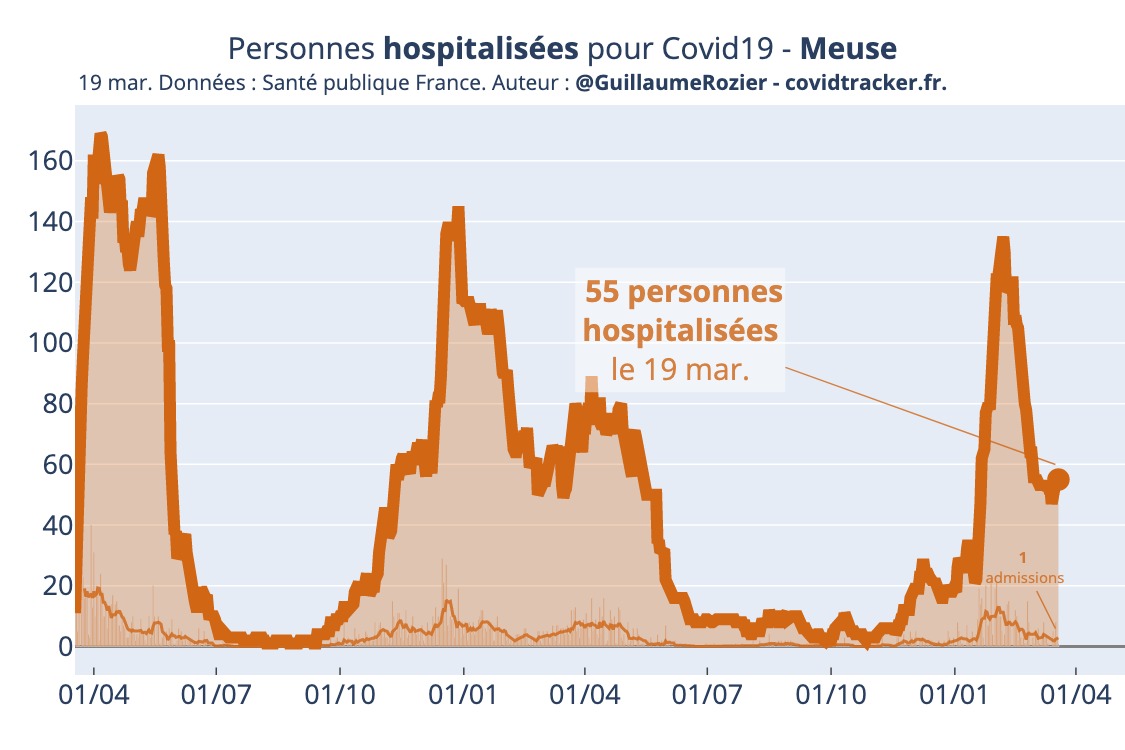 Personnes hospitalisées pour Covid19 - Meuse
19 mar. Données : Santé publique France. Auteur : @GuillaumeRozier - covidtracker.fr.
160
140
120
100
80
60
40
20
0
55 personnes
hospitalisées
le 19 mar.
1
admissions
01/04 01/07 01/10 01/01 01/04 01/07 01/10 01/01 01/04